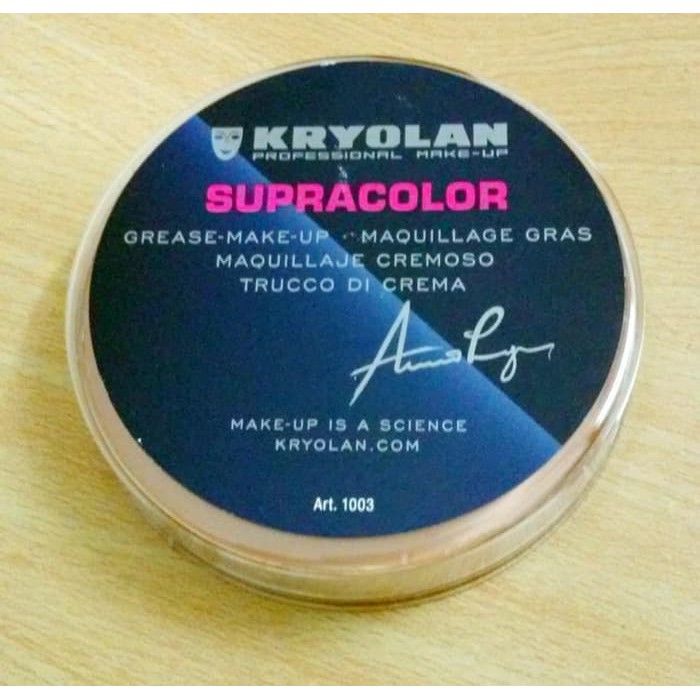 KRYOLAN
PROFESSIONAL MAKE-UP
SUPRACOLOR
GREASE-MAKE-UP · MAQUILLAGE GRAS
MAQUILLAJE CREMOSO
TRUCCO DI CREMA
MAKE-UP IS A SCIENCE
KRYOLAN.COM
Art. 1003